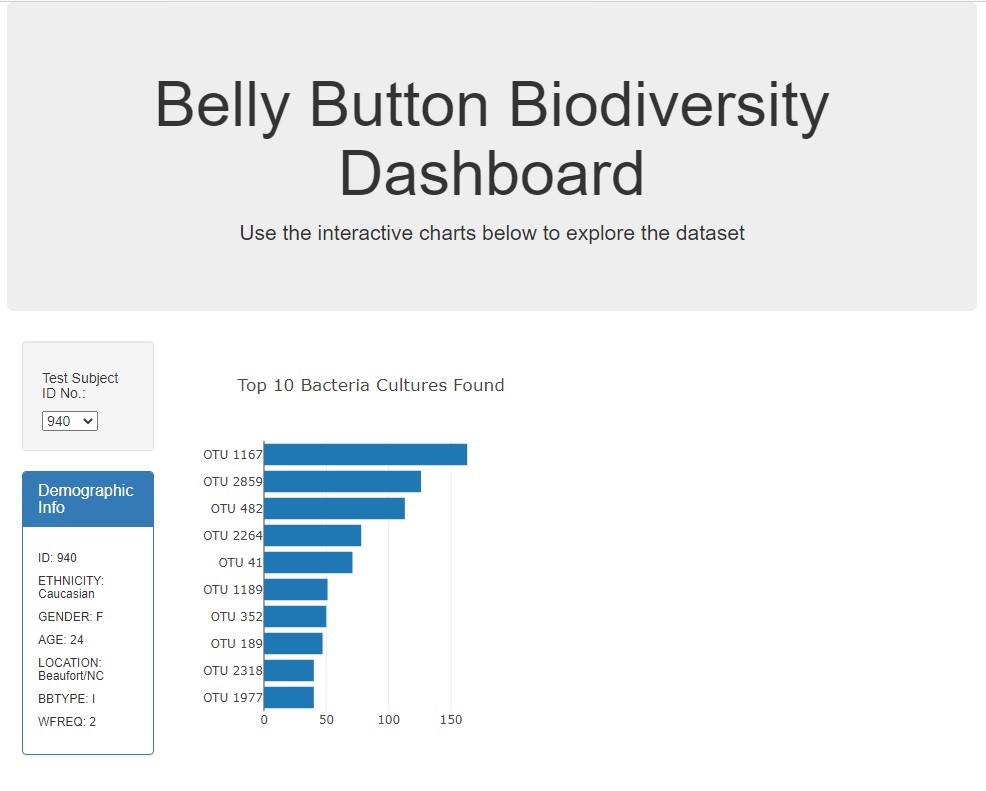 Belly Button Biodiversity
Dashboard
Use the interactive charts below to explore the dataset
Test Subject
ID No.:
940
Demographic
Info
ID: 940
ETHNICITY:
Caucasian
GENDER: F
AGE: 24
LOCATION:
Beaufort/NC
BBTYPE: I
WFREQ: 2
Top 10 Bacteria Cultures Found
OTU 1167
OTU 2859
OTU 482
OTU 2264
OTU 41
OTU 1189
OTU 352
OTU 189
OTU 2318
OTU 1977
0 50 100 150